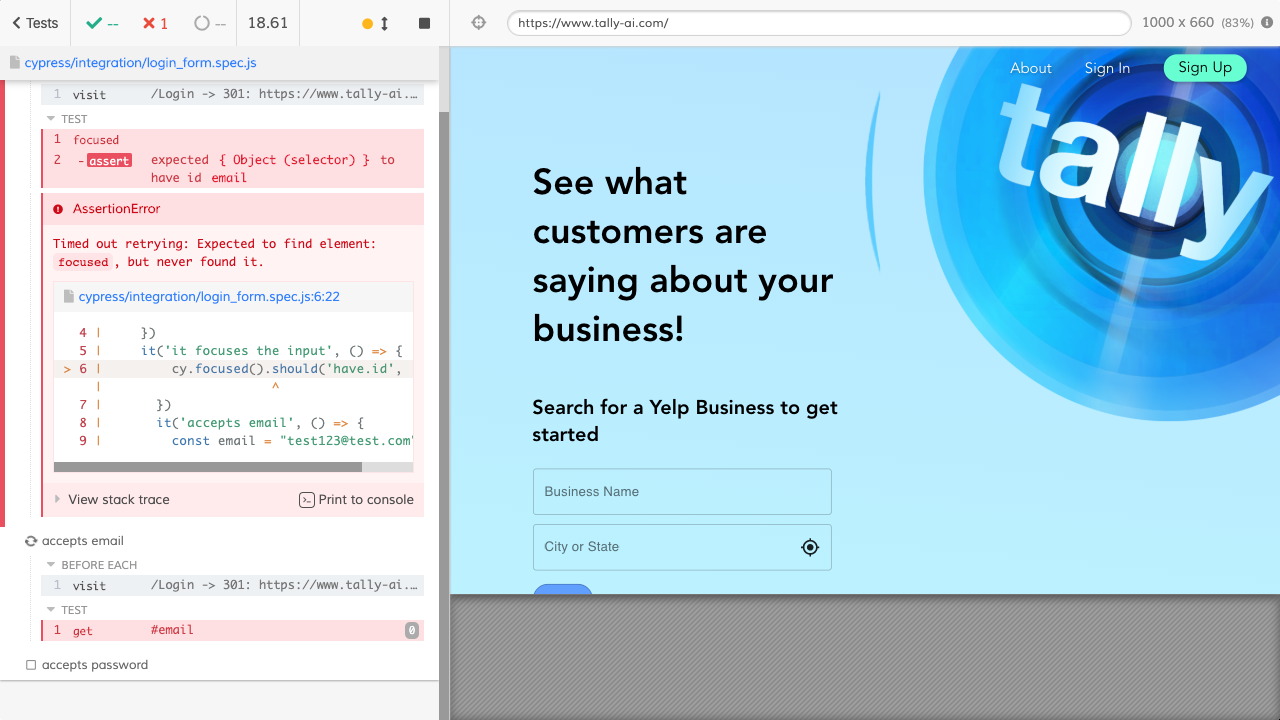 Tests
--
1
--
18.61
https://www.tally-ai.com/
1000 x 660 (83%)
cypress/integration/login_form.spec.js
1 visit /Login -> 301: https://www.tally-ai.…
TEST
1 focused
2 -assert expected { Object (selector) } to
have id email
AssertionError
Timed out retrying: Expected to find element:
focused, but never found it.
cypress/integration/login_form.spec.js:6:22
4 | })
5 | it('it focuses the input', () => {
> 6 | cy.focused().should('have.id',
| ^
7 | })
8 | it('accepts email', () => {
9 | const email = "test123@test.com"
View stack trace
Print to console
accepts email
BEFORE EACH
1 visit /Login -> 301: https://www.tally-ai.…
TEST
1 get #email 0
accepts password
About
Sign In
Sign Up
tally
See what
customers are
saying about your
business!
Search for a Yelp Business to get
started
Business Name
City or State